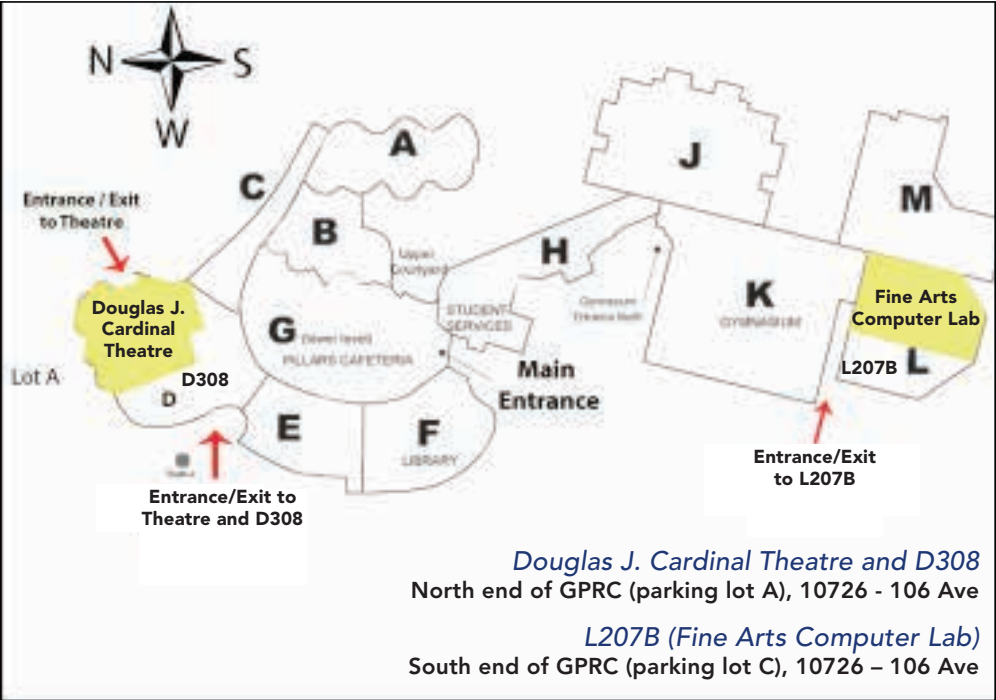 N S
W
A
C
J
Entrance / Exit
to Theatre
B
M
Upper
Courtyard
H
Douglas J.
Cardinal
Theatre
STUDENT
SERVICES
Gymnasium
Entrance North
K
GYMNASIUM
Fine Arts
Computer Lab
G (lower level)
PILLARS CAFETERIA
L207B L
Lot A
D308
D
Main
Entrance
E
F
LIBRARY
Entrance/Exit to
Theatre and D308
Entrance/Exit
to L207B
Douglas J. Cardinal Theatre and D308
North end of GPRC (parking lot A), 10726 - 106 Ave
L207B (Fine Arts Computer Lab)
South end of GPRC (parking lot C), 10726 – 106 Ave